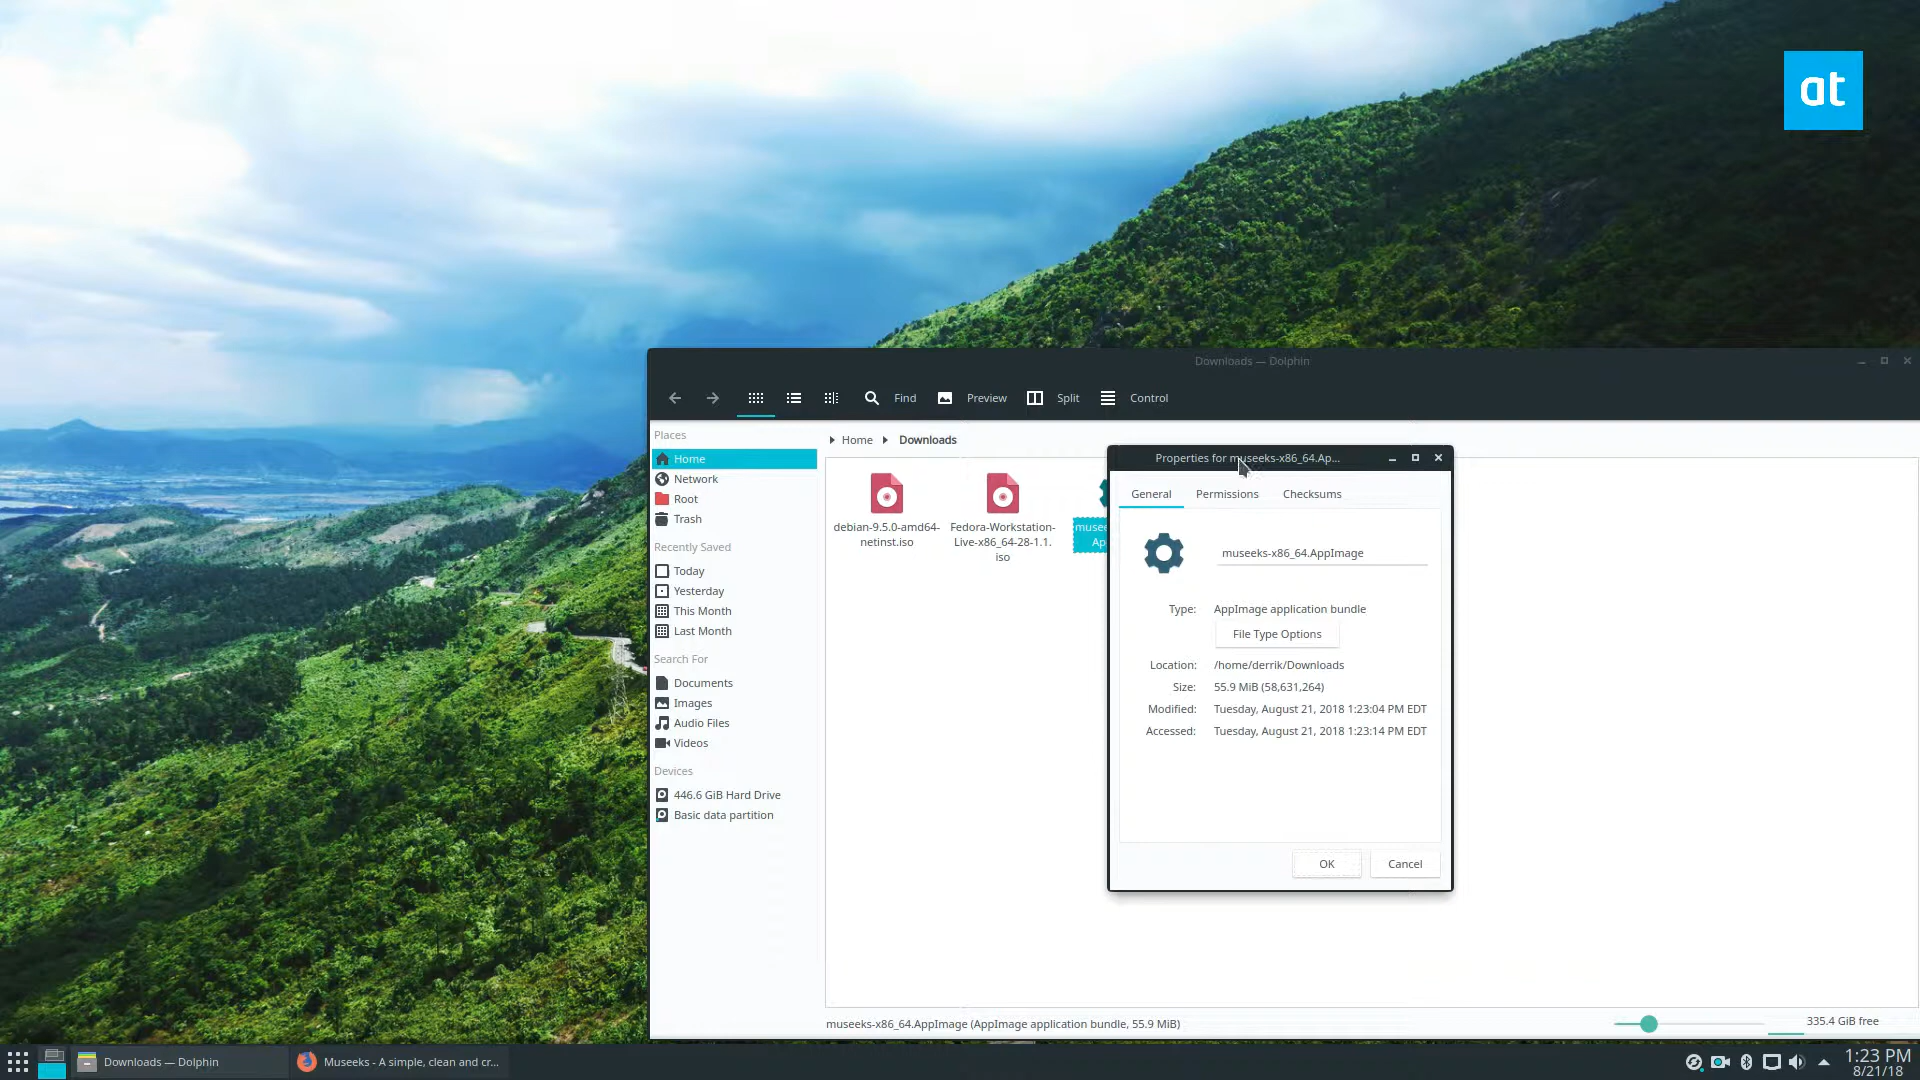 at
Downloads — Dolphin
Find
Preview
Split
Control
Places
Home
Network
Root
Trash
Recently Saved
Today
Yesterday
This Month
Last Month
Search For
Documents
Images
Audio Files
Videos
Devices
446.6 GiB Hard Drive
Basic data partition
Home
Downloads
debian-9.5.0-amd64-
netinst.iso
Fedora-Workstation-
Live-x86_64-28-1.1.
iso
musee
Ap
Properties for museeks-x86_64.Ap...
General
Permissions
Checksums
museeks-x86_64.AppImage
Type: AppImage application bundle
File Type Options
Location: /home/derrik/Downloads
Size: 55.9 MiB (58,631,264)
Modified: Tuesday, August 21, 2018 1:23:04 PM EDT
Accessed: Tuesday, August 21, 2018 1:23:14 PM EDT
OK
Cancel
museeks-x86_64.AppImage (AppImage application bundle, 55.9 MiB)
335.4 GiB free
Downloads — Dolphin
Museeks - A simple, clean and cr...
1:23 PM
8/21/18